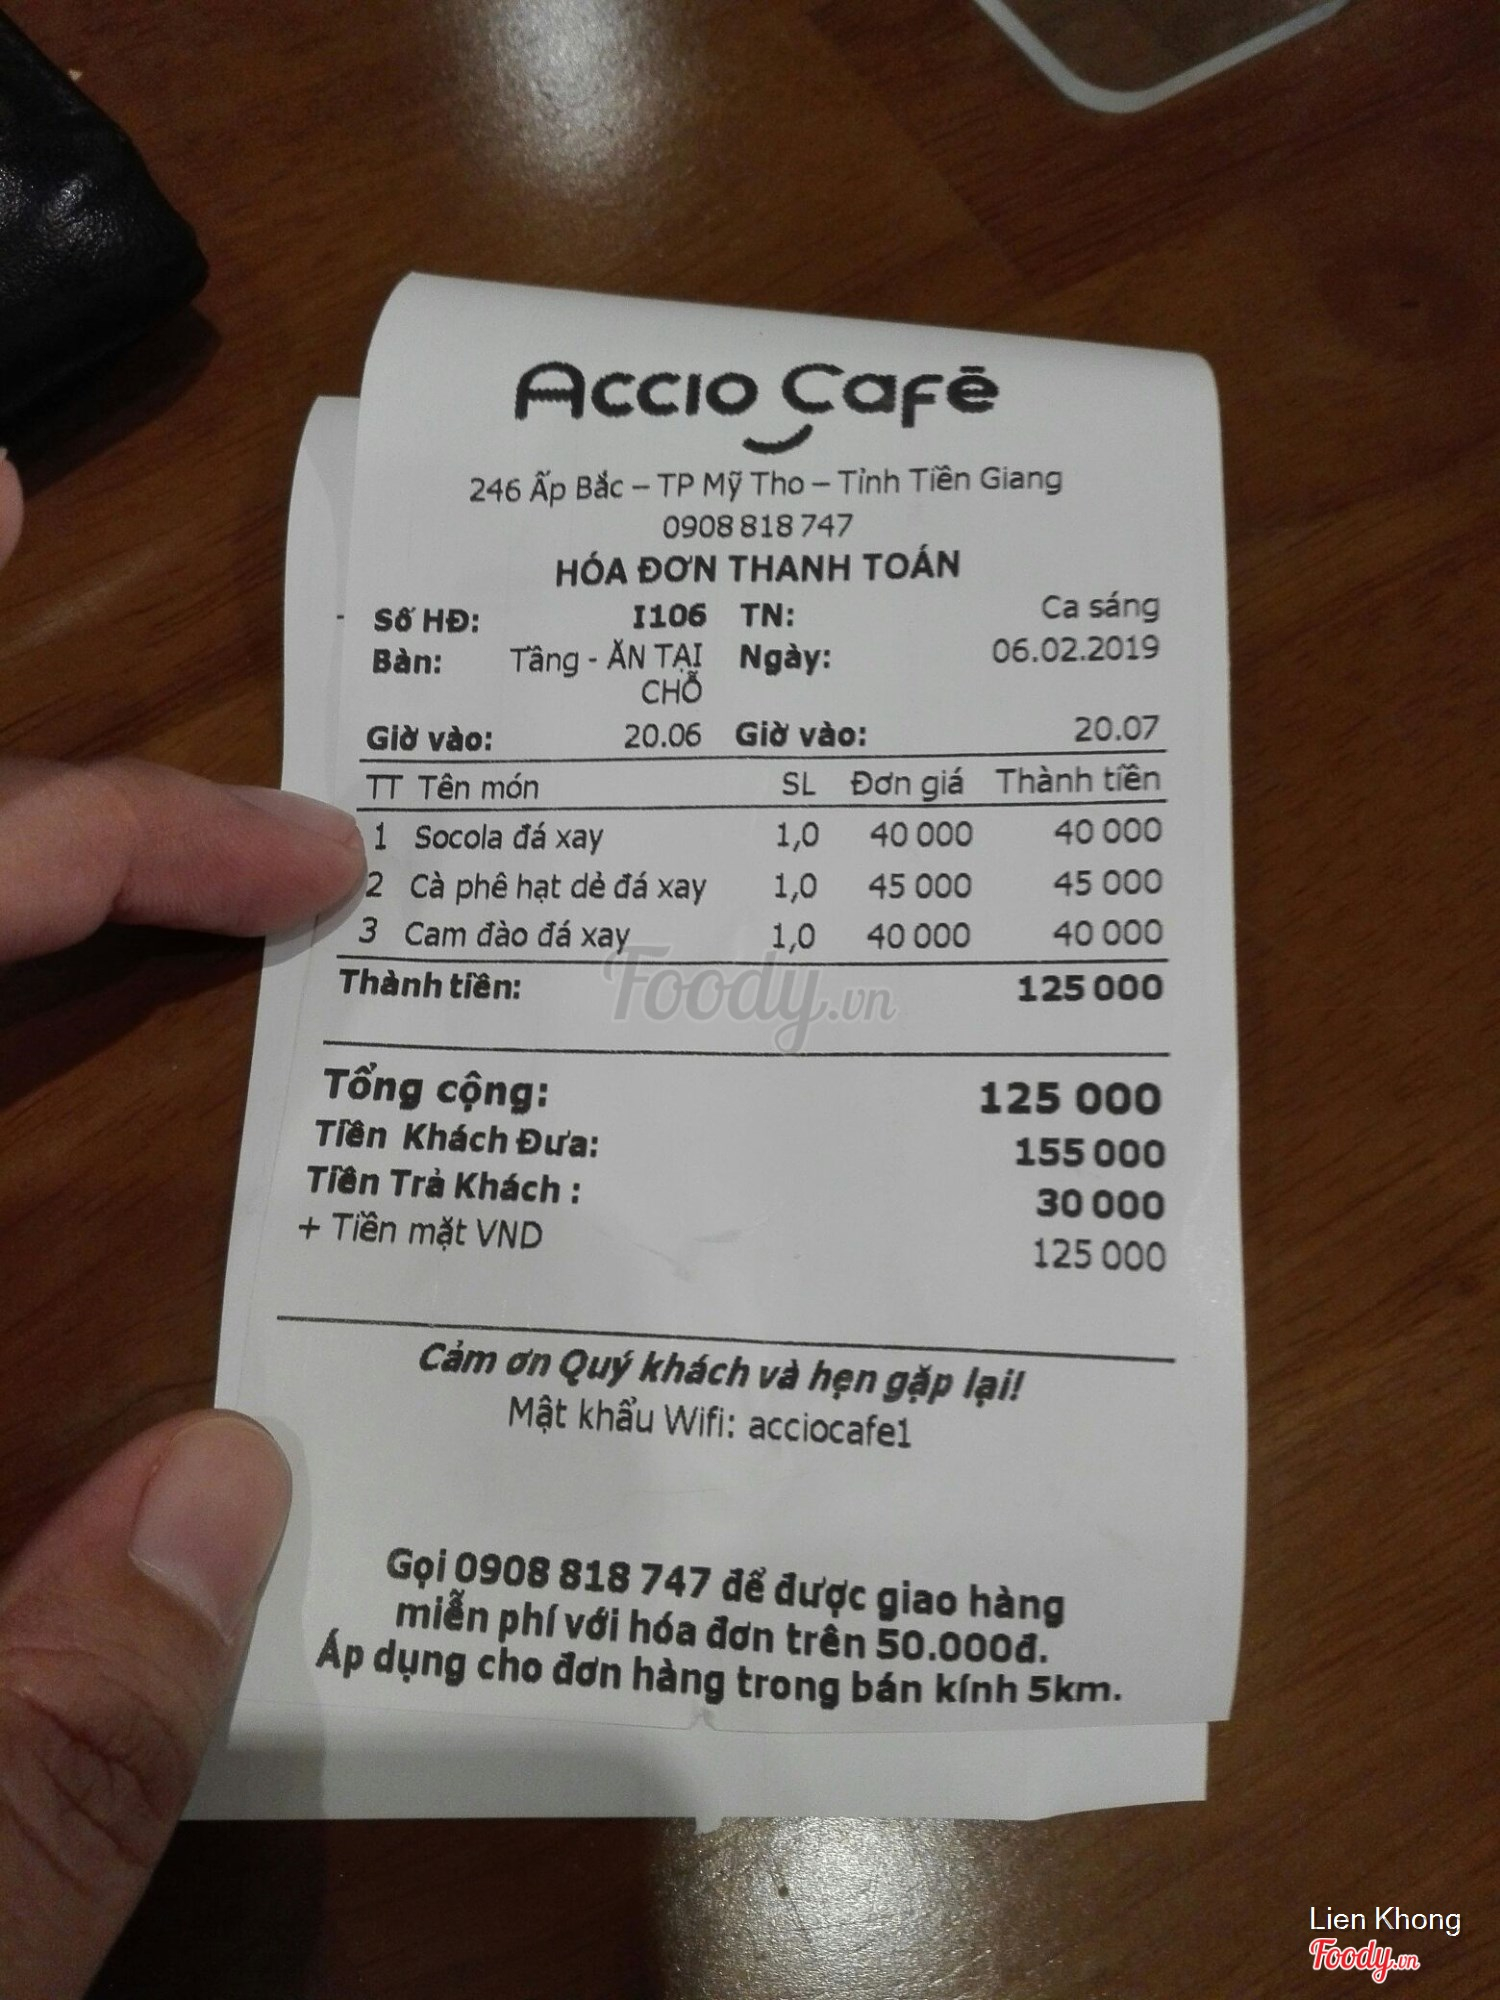 Accio Cafē
246 Ấp Bắc – TP Mỹ Tho – Tỉnh Tiền Giang
0908 818 747
HÓA ĐƠN THANH TOÁN
- Số HĐ: I106 TN: Ca sáng
Bàn: Tầng - ĂN TẠI CHỖ Ngày: 06.02.2019
Giờ vào: 20.06 Giờ vào: 20.07
TT Tên món SL Đơn giá Thành tiền
1 Socola đá xay 1,0 40 000 40 000
2 Cà phê hạt dẻ đá xay 1,0 45 000 45 000
3 Cam đào đá xay 1,0 40 000 40 000
Thành tiền: 125 000
Foody.vn
Tổng cộng: 125 000
Tiền Khách Đưa: 155 000
Tiền Trả Khách : 30 000
+ Tiền mặt VND 125 000
Cảm ơn Quý khách và hẹn gặp lại!
Mật khẩu Wifi: acciocafe1
Gọi 0908 818 747 để được giao hàng
miễn phí với hóa đơn trên 50.000đ.
Áp dụng cho đơn hàng trong bán kính 5km.
Lien Khong
Foody.vn